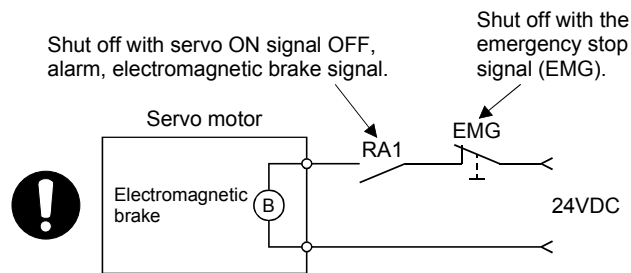 Shut off with servo ON signal OFF,
alarm, electromagnetic brake signal.
Shut off with the
emergency stop
signal (EMG).
Servo motor
RA1
EMG
Electromagnetic
brake
B
24VDC